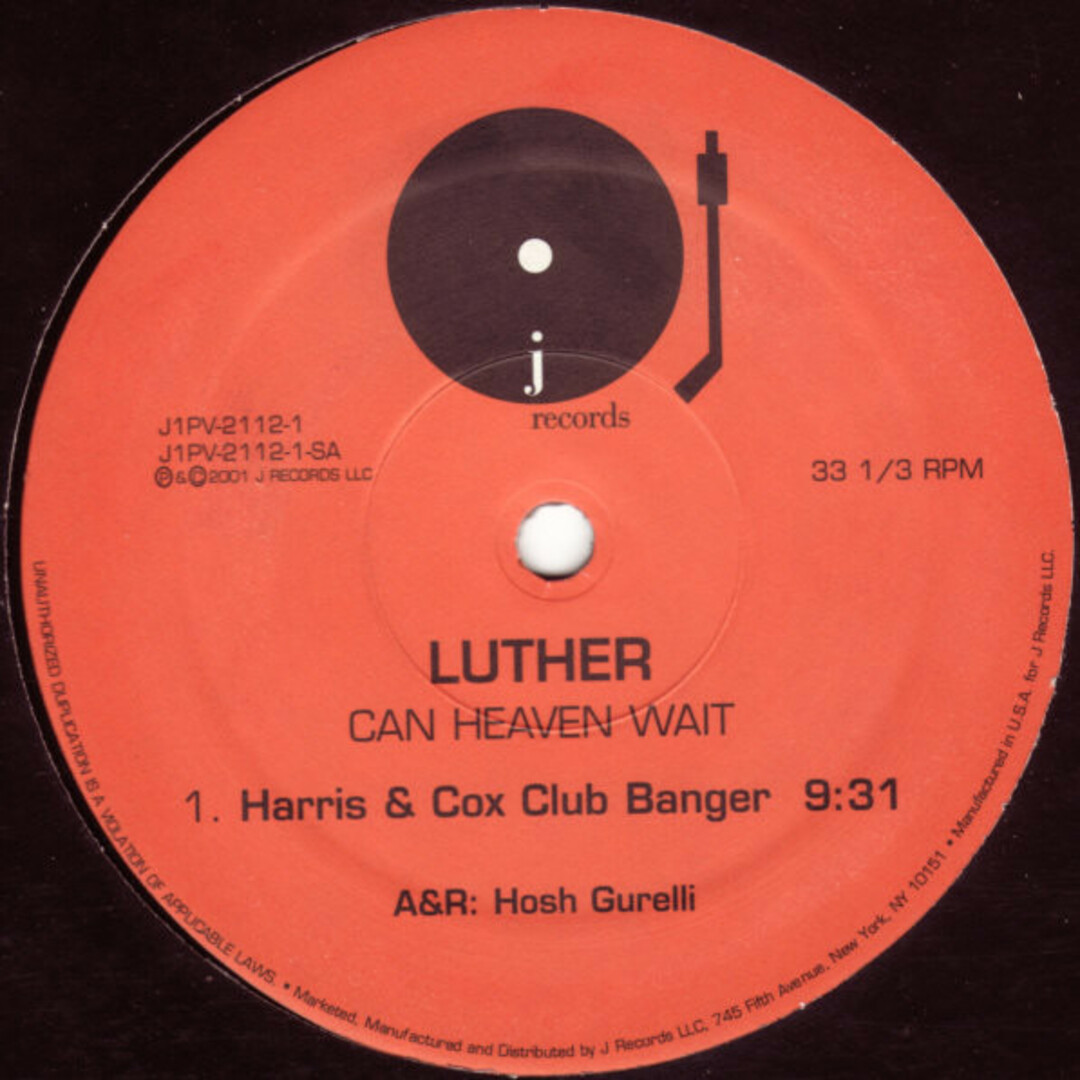 j
records
J1PV-2112-1
J1PV-2112-1-SA
℗&©2001 J RECORDS LLC
33 1/3 RPM
LUTHER
CAN HEAVEN WAIT
1. Harris & Cox Club Banger 9:31
A&R: Hosh Gurelli
UNAUTHORIZED DUPLICATION IS A VIOLATION OF APPLICABLE LAWS. • Marketed, Manufactured and Distributed by J Records LLC, 745 Fifth Avenue, New York, NY 10151 • Manufactured in U.S.A. for J Records LLC.